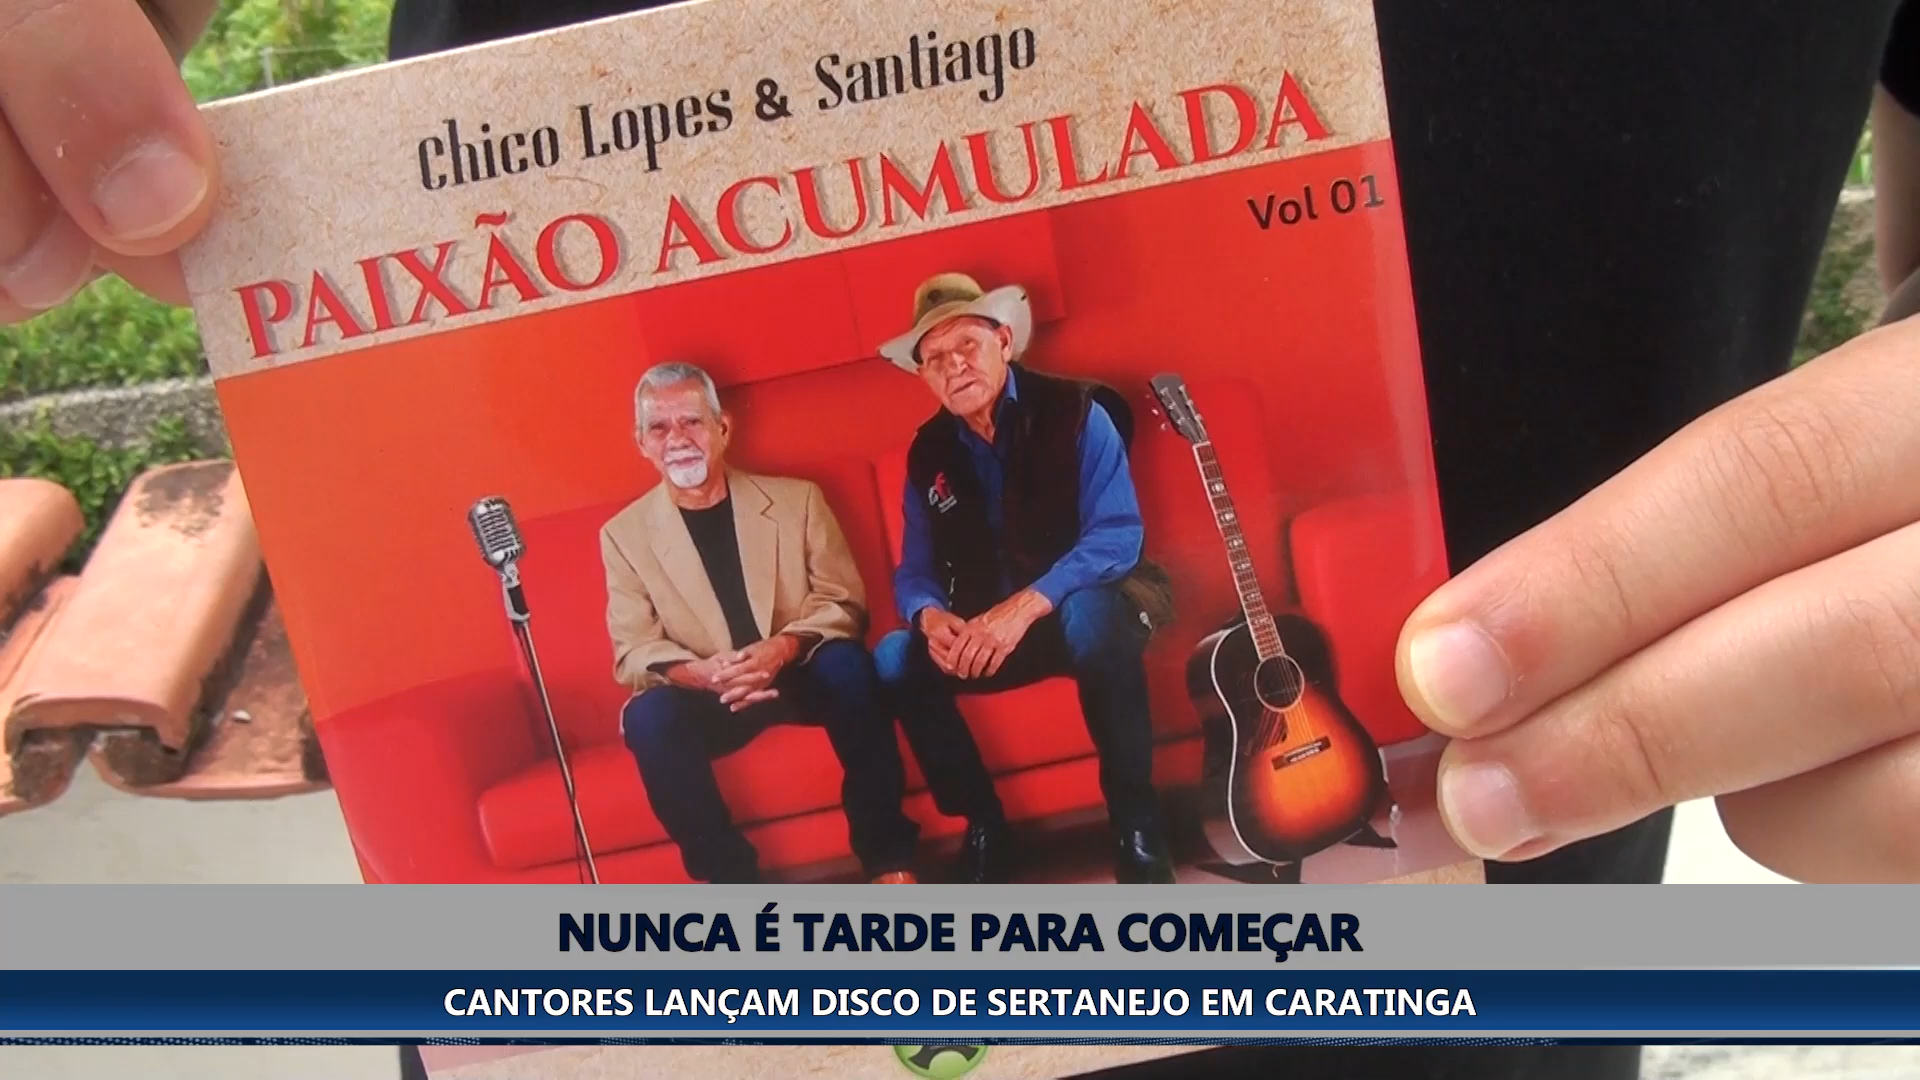 Chico Lopes & Santiago
PAIXÃO ACUMULADA
Vol 01
NUNCA É TARDE PARA COMEÇAR
CANTORES LANÇAM DISCO DE SERTANEJO EM CARATINGA